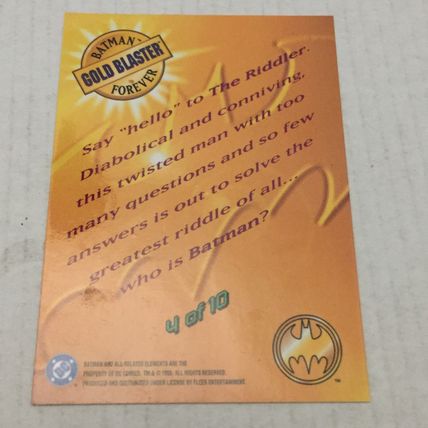 BATMAN™
GOLD BLASTER
FOREVER
Say "hello" to The Riddler.
Diabolical and conniving,
this twisted man with too
many questions and so few
answers is out to solve the
greatest riddle of all...
who is Batman?
4 of 10
DC
BATMAN AND ALL RELATED ELEMENTS ARE THE
PROPERTY OF DC COMICS. TM & © 1995. ALL RIGHTS RESERVED.
PRODUCED AND DISTRIBUTED UNDER LICENSE BY FLEER ENTERTAINMENT.
™